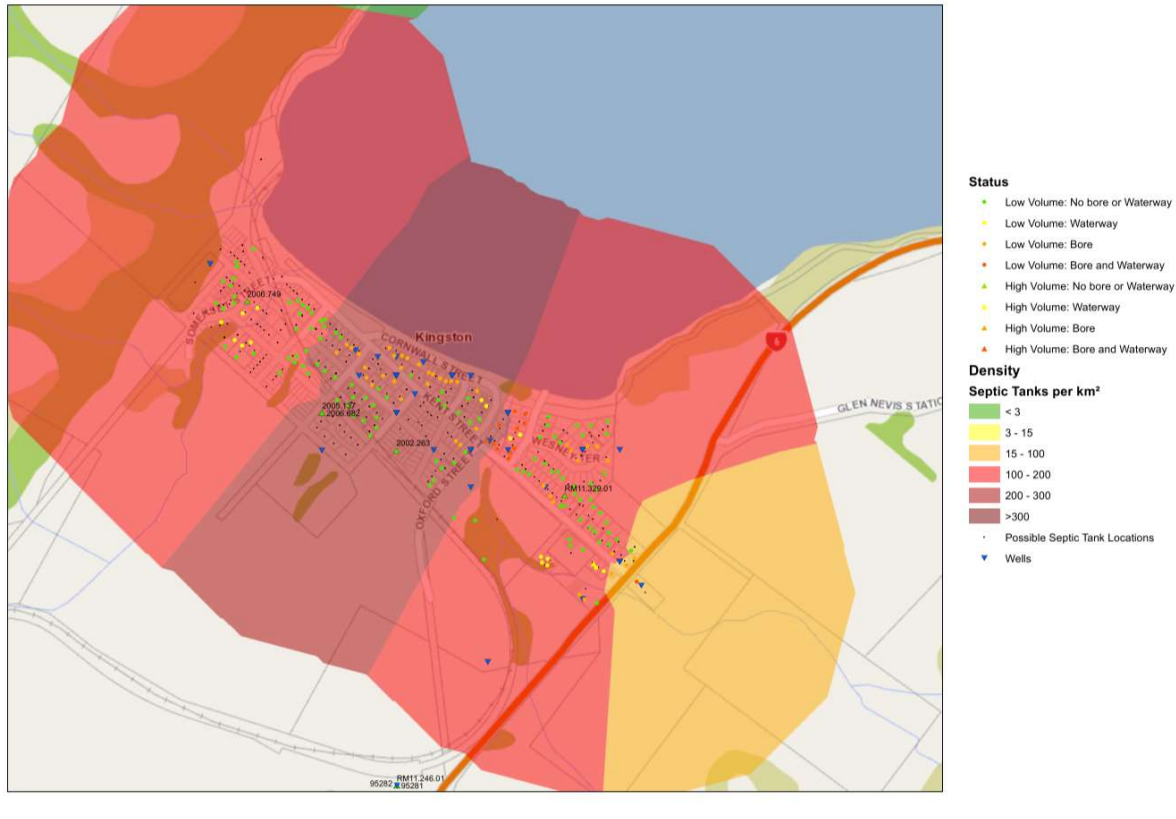 2006.749
SOMERSET STREET
Kingston
CORNWALL STREET
6
KENT STREET
2005.137
2006.682
2002.263
WESNEY TER
OXFORD STREET
RM11.329.01
GLEN NEVIS STATIO
RM11.246.01
95282 95281
Status
Low Volume: No bore or Waterway
Low Volume: Waterway
Low Volume: Bore
Low Volume: Bore and Waterway
High Volume: No bore or Waterway
High Volume: Waterway
High Volume: Bore
High Volume: Bore and Waterway
Density
Septic Tanks per km²
< 3
3 - 15
15 - 100
100 - 200
200 - 300
>300
Possible Septic Tank Locations
Wells